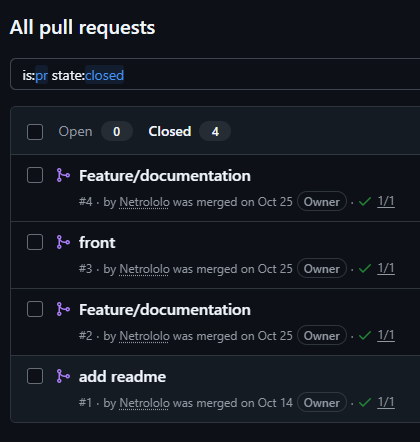 All pull requests
is:pr state:closed
Open 0 Closed 4
Feature/documentation
#4 · by Netrololo was merged on Oct 25 Owner · 1/1
front
#3 · by Netrololo was merged on Oct 25 Owner · 1/1
Feature/documentation
#2 · by Netrololo was merged on Oct 25 Owner · 1/1
add readme
#1 · by Netrololo was merged on Oct 14 Owner · 1/1